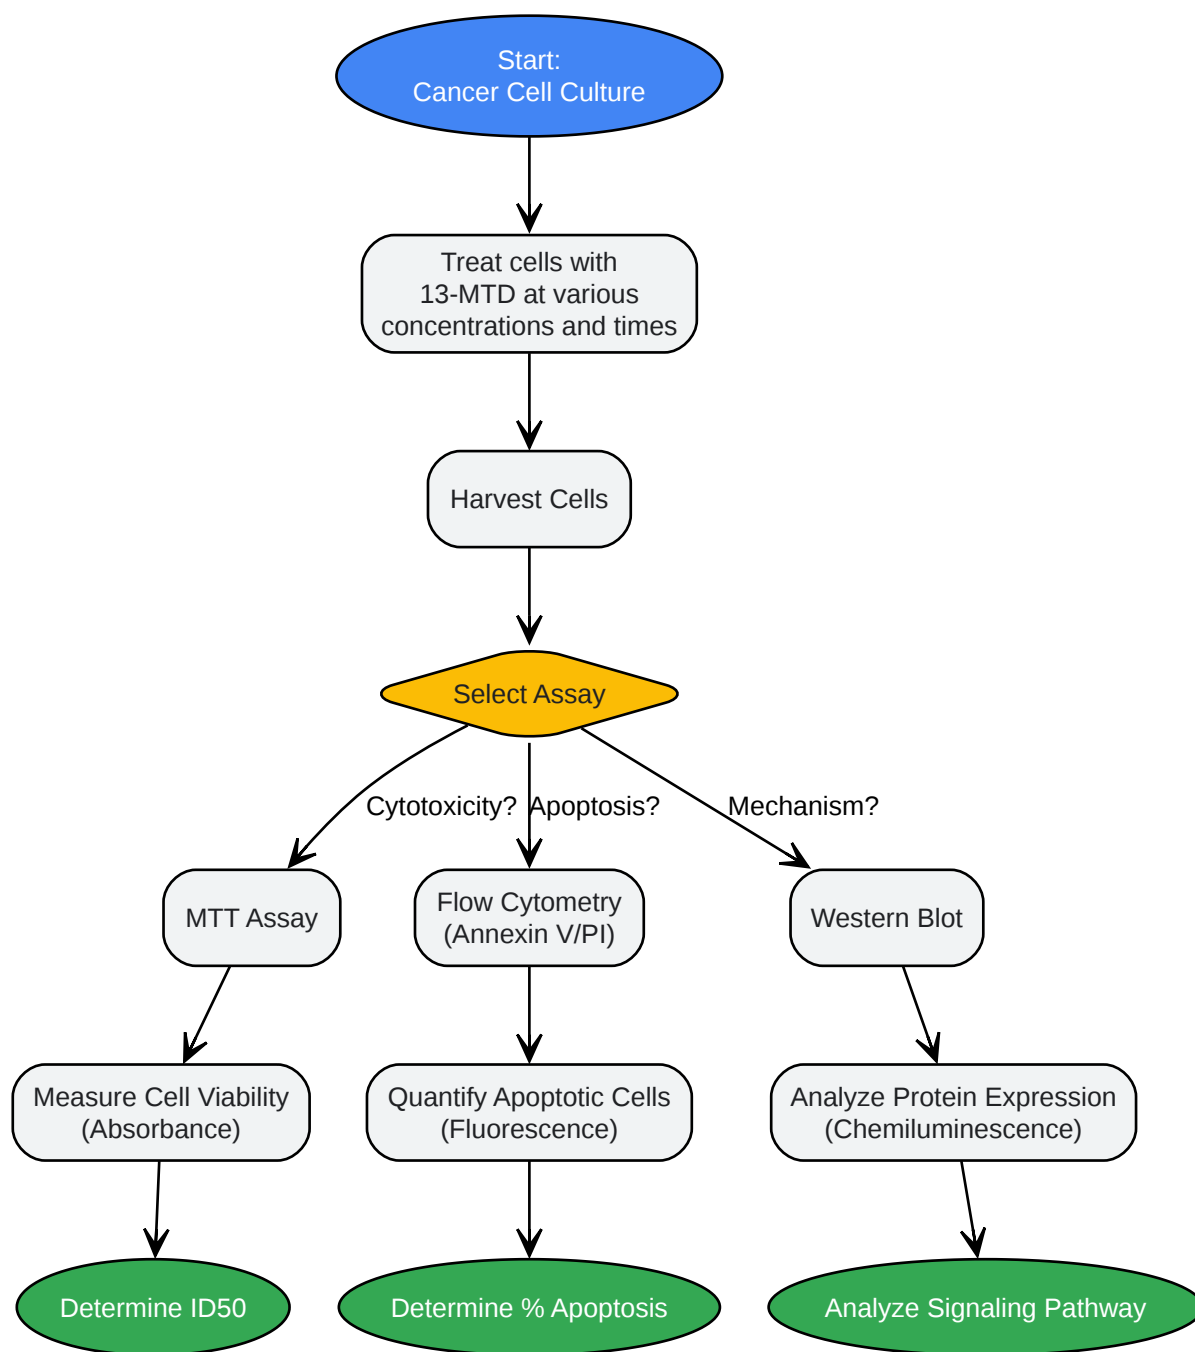 Start:
Cancer Cell Culture
Treat cells with
13-MTD at various
concentrations and times
Harvest Cells
Select Assay
Cytotoxicity?
Apoptosis?
Mechanism?
MTT Assay
Flow Cytometry
(Annexin V/PI)
Western Blot
Measure Cell Viability
(Absorbance)
Quantify Apoptotic Cells
(Fluorescence)
Analyze Protein Expression
(Chemiluminescence)
Determine ID50
Determine % Apoptosis
Analyze Signaling Pathway